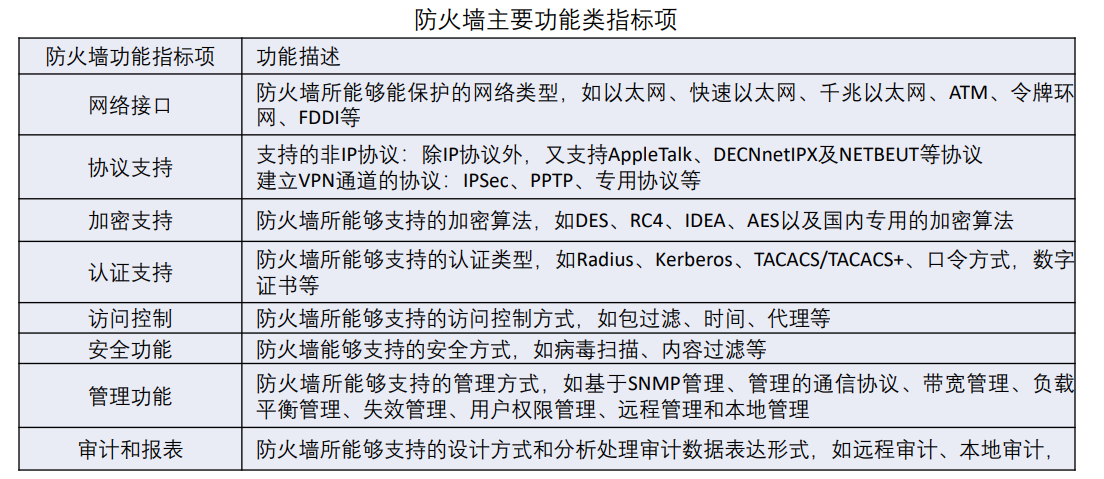 防火墙主要功能类指标项
防火墙功能指标项 功能描述
网络接口 防火墙所能够能保护的网络类型，如以太网、快速以太网、千兆以太网、ATM、令牌环
网、FDDI等
协议支持 支持的非IP协议：除IP协议外，又支持AppleTalk、DECNnetIPX及NETBEUT等协议
建立VPN通道的协议：IPSec、PPTP、专用协议等
加密支持 防火墙所能够支持的加密算法，如DES、RC4、IDEA、AES以及国内专用的加密算法
认证支持 防火墙所能够支持的认证类型，如Radius、Kerberos、TACACS/TACACS+、口令方式，数字
证书等
访问控制 防火墙所能够支持的访问控制方式，如包过滤、时间、代理等
安全功能 防火墙能够支持的安全方式，如病毒扫描、内容过滤等
管理功能 防火墙所能够支持的管理方式，如基于SNMP管理、管理的通信协议、带宽管理、负载
平衡管理、失效管理、用户权限管理、远程管理和本地管理
审计和报表 防火墙所能够支持的设计方式和分析处理审计数据表达形式，如远程审计、本地审计，